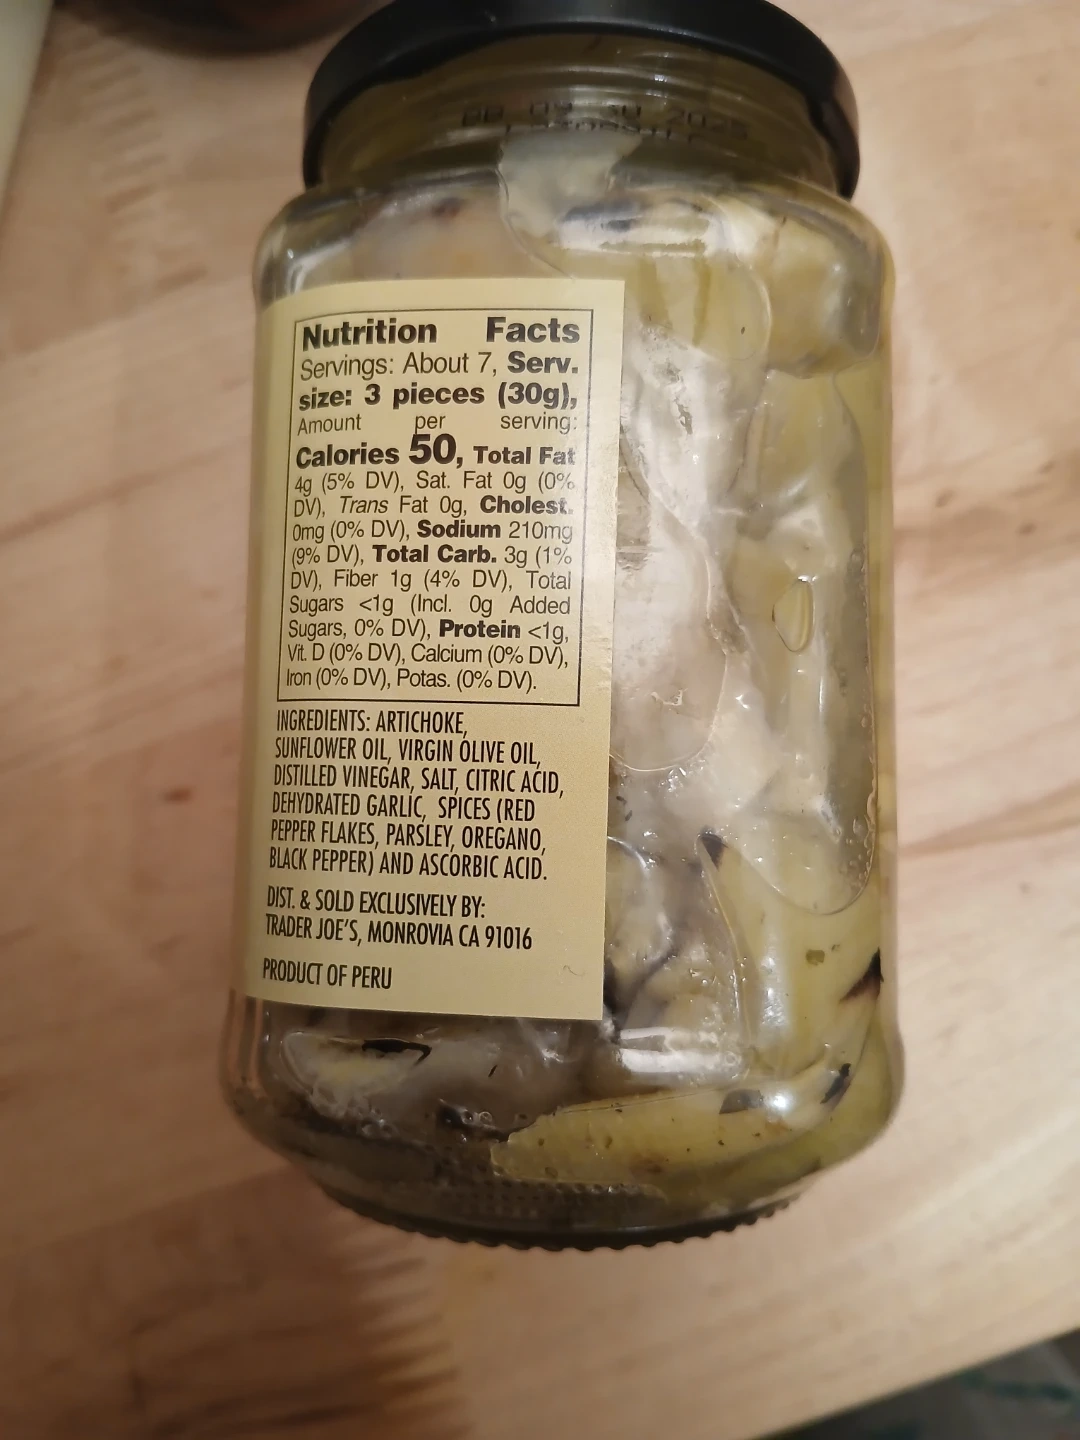 BB 09 30 2025
Nutrition Facts
Servings: About 7, Serv.
size: 3 pieces (30g),
Amount per serving:
Calories 50, Total Fat
4g (5% DV), Sat. Fat 0g (0%
DV), Trans Fat 0g, Cholest.
0mg (0% DV), Sodium 210mg
(9% DV), Total Carb. 3g (1%
DV), Fiber 1g (4% DV), Total
Sugars <1g (Incl. 0g Added
Sugars, 0% DV), Protein <1g,
Vit. D (0% DV), Calcium (0% DV),
Iron (0% DV), Potas. (0% DV).
INGREDIENTS: ARTICHOKE,
SUNFLOWER OIL, VIRGIN OLIVE OIL,
DISTILLED VINEGAR, SALT, CITRIC ACID,
DEHYDRATED GARLIC, SPICES (RED
PEPPER FLAKES, PARSLEY, OREGANO,
BLACK PEPPER) AND ASCORBIC ACID.
DIST. & SOLD EXCLUSIVELY BY:
TRADER JOE'S, MONROVIA CA 91016
PRODUCT OF PERU